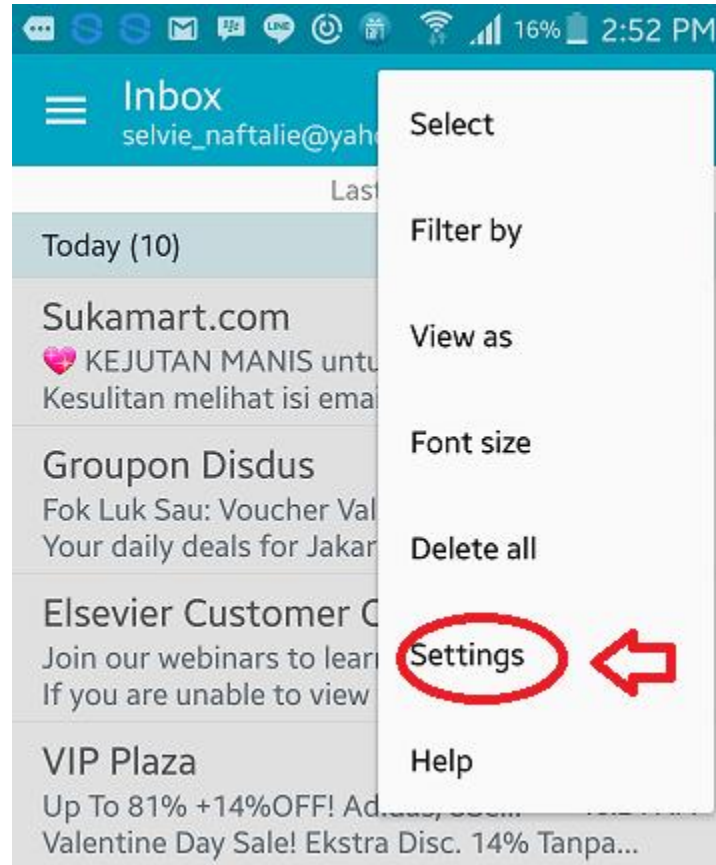 16% 2:52 PM
Inbox
selvie_naftalie@yah
Last
Today (10)
Sukamart.com
KEJUTAN MANIS untu
Kesulitan melihat isi emai
Groupon Disdus
Fok Luk Sau: Voucher Val
Your daily deals for Jakar
Elsevier Customer C
Join our webinars to lear
If you are unable to view
VIP Plaza
Up To 81% +14%OFF! Ad
Valentine Day Sale! Ekstra Disc. 14% Tanpa...
Select
Filter by
View as
Font size
Delete all
Settings
Help